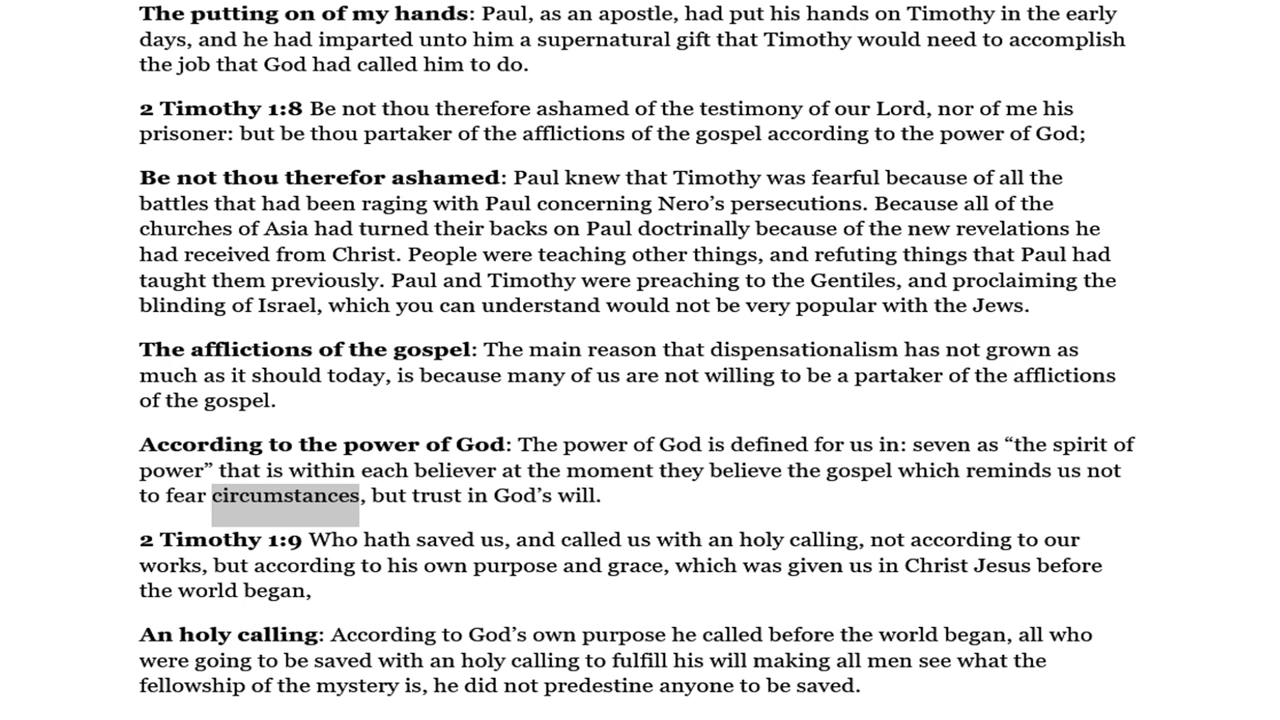 The putting on of my hands: Paul, as an apostle, had put his hands on Timothy in the early
days, and he had imparted unto him a supernatural gift that Timothy would need to accomplish
the job that God had called him to do.
2 Timothy 1:8 Be not thou therefore ashamed of the testimony of our Lord, nor of me his
prisoner: but be thou partaker of the afflictions of the gospel according to the power of God;
Be not thou therefor ashamed: Paul knew that Timothy was fearful because of all the
battles that had been raging with Paul concerning Nero’s persecutions. Because all of the
churches of Asia had turned their backs on Paul doctrinally because of the new revelations he
had received from Christ. People were teaching other things, and refuting things that Paul had
taught them previously. Paul and Timothy were preaching to the Gentiles, and proclaiming the
blinding of Israel, which you can understand would not be very popular with the Jews.
The afflictions of the gospel: The main reason that dispensationalism has not grown as
much as it should today, is because many of us are not willing to be a partaker of the afflictions
of the gospel.
According to the power of God: The power of God is defined for us in: seven as “the spirit of
power” that is within each believer at the moment they believe the gospel which reminds us not
to fear circumstances, but trust in God’s will.
2 Timothy 1:9 Who hath saved us, and called us with an holy calling, not according to our
works, but according to his own purpose and grace, which was given us in Christ Jesus before
the world began,
An holy calling: According to God’s own purpose he called before the world began, all who
were going to be saved with an holy calling to fulfill his will making all men see what the
fellowship of the mystery is, he did not predestine anyone to be saved.